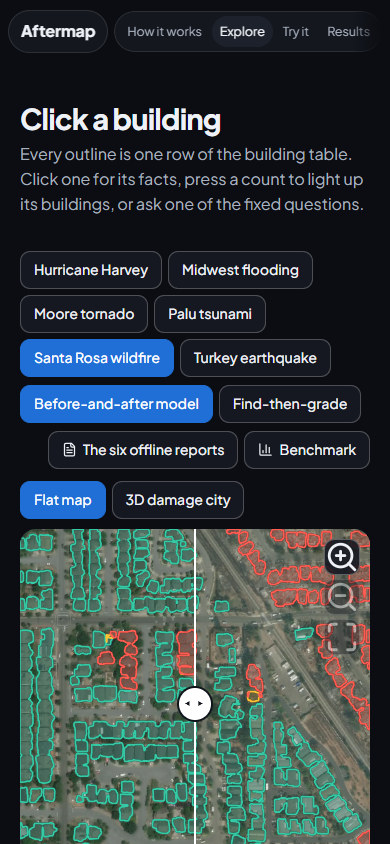 Aftermap
How it works Explore Try it Results
Click a building
Every outline is one row of the building table.
Click one for its facts, press a count to light up
its buildings, or ask one of the fixed questions.
Hurricane Harvey Midwest flooding
Moore tornado Palu tsunami
Santa Rosa wildfire Turkey earthquake
Before-and-after model Find-then-grade
The six offline reports Benchmark
Flat map 3D damage city